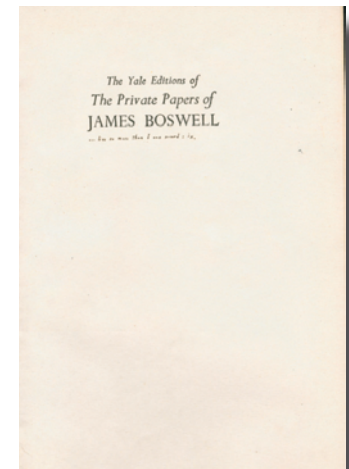 The Yale Editions of
The Private Papers of
JAMES BOSWELL